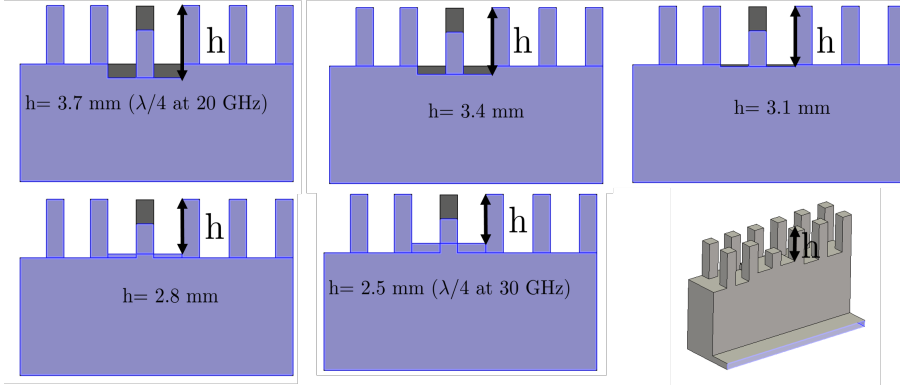 h
h= 3.7 mm (λ/4 at 20 GHz)
h
h= 3.4 mm
h
h= 3.1 mm
h
h= 2.8 mm
h
h= 2.5 mm (λ/4 at 30 GHz)
h